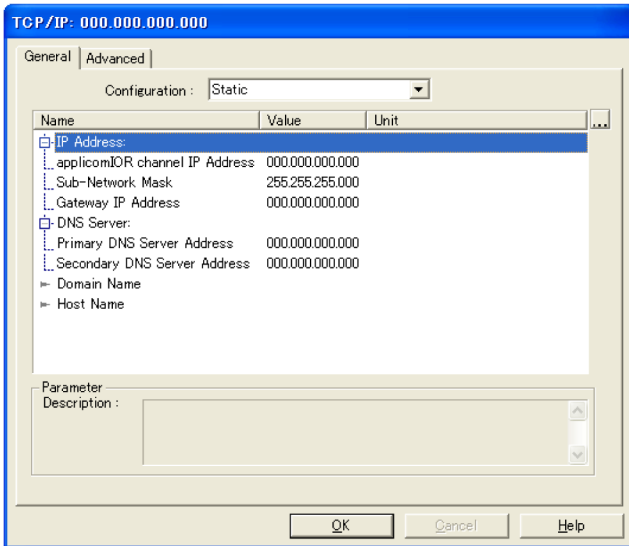 TCP/IP: 000.000.000.000
General Advanced
Configuration : Static
Name Value Unit ...
IP Address:
applicomIOR channel IP Address 000.000.000.000
Sub-Network Mask 255.255.255.000
Gateway IP Address 000.000.000.000
DNS Server:
Primary DNS Server Address 000.000.000.000
Secondary DNS Server Address 000.000.000.000
Domain Name
Host Name
Parameter
Description :
OK Cancel Help